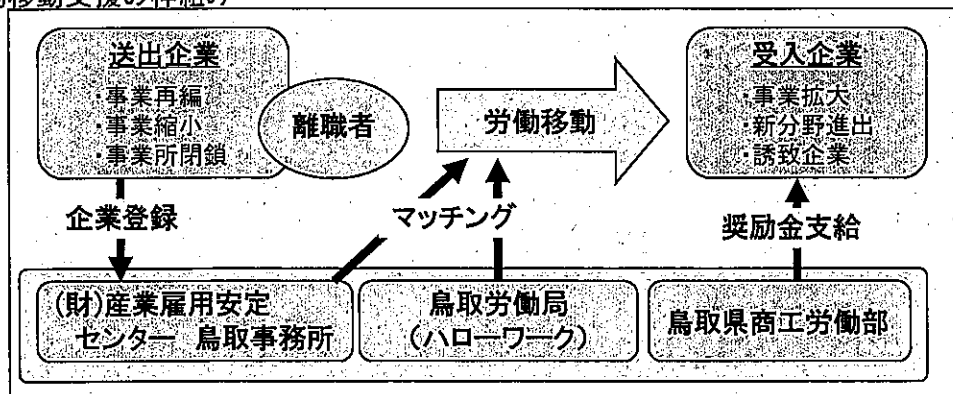 移動支援の枠組み
送出企業
・事業再編
・事業縮小
・事業所閉鎖
離職者
労働移動
受入企業
・事業拡大
・新分野進出
・誘致企業
企業登録
マッチング
奨励金支給
(財)産業雇用安定
センター 鳥取事務所
鳥取労働局
(ハローワーク)
鳥取県商工労働部